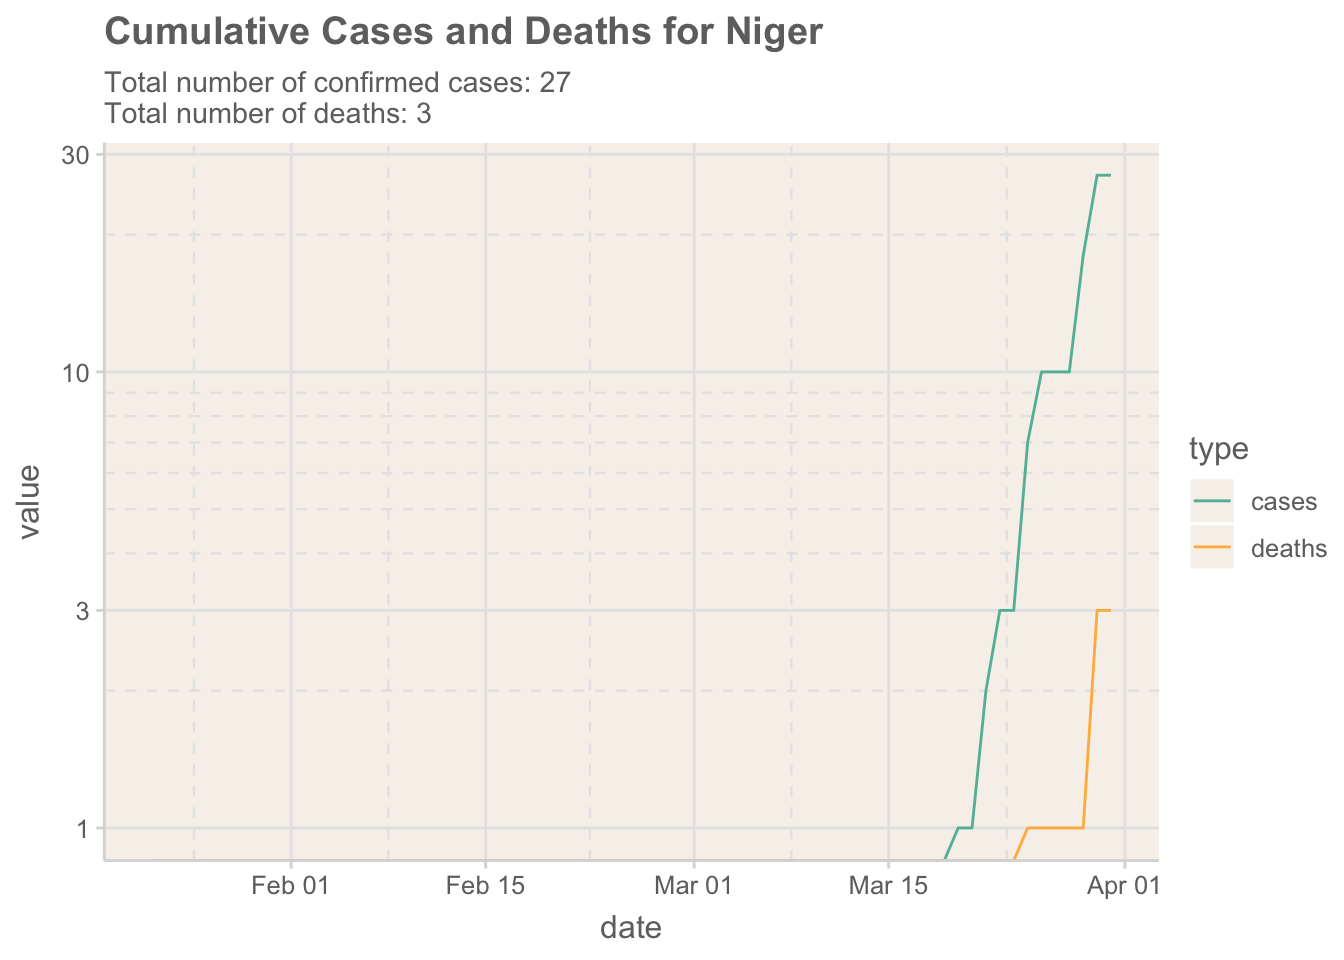 Cumulative Cases and Deaths for Niger
Total number of confirmed cases: 27
Total number of deaths: 3
30
10
3
1
value
Feb 01
Feb 15
Mar 01
Mar 15
Apr 01
date
type
cases
deaths